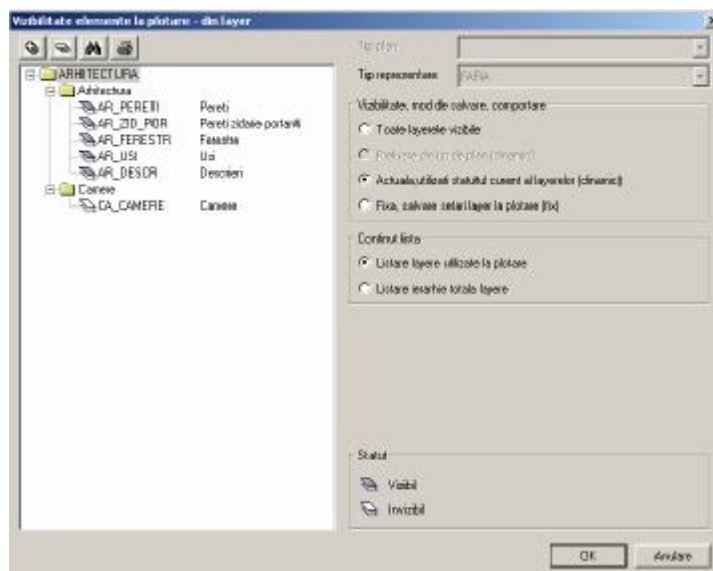 Vizibilitate elemente la plotare - din layer
Tip plan:
Tip reprezentare: FARA
ARHITECTURA
Arhitectura
AR_PERETI Pereti
AR_ZID_POR Pereti zidarie portanti
AR_FERESTR Ferestre
AR_USI Usi
AR_DESCR Descrieri
Camere
CA_CAMERE Camere
Vizibilitate, mod de salvare, comportare
Toate layerele vizibile
Actuala, utilizati statutul curent al layerelor (dinamic)
Fixa, salvare setari layer la plotare (fix)
Continut lista
Listare layere utilizate la plotare
Listare ierarhie totala layere
Statut
Vizibil
Invizibil
OK Anulare